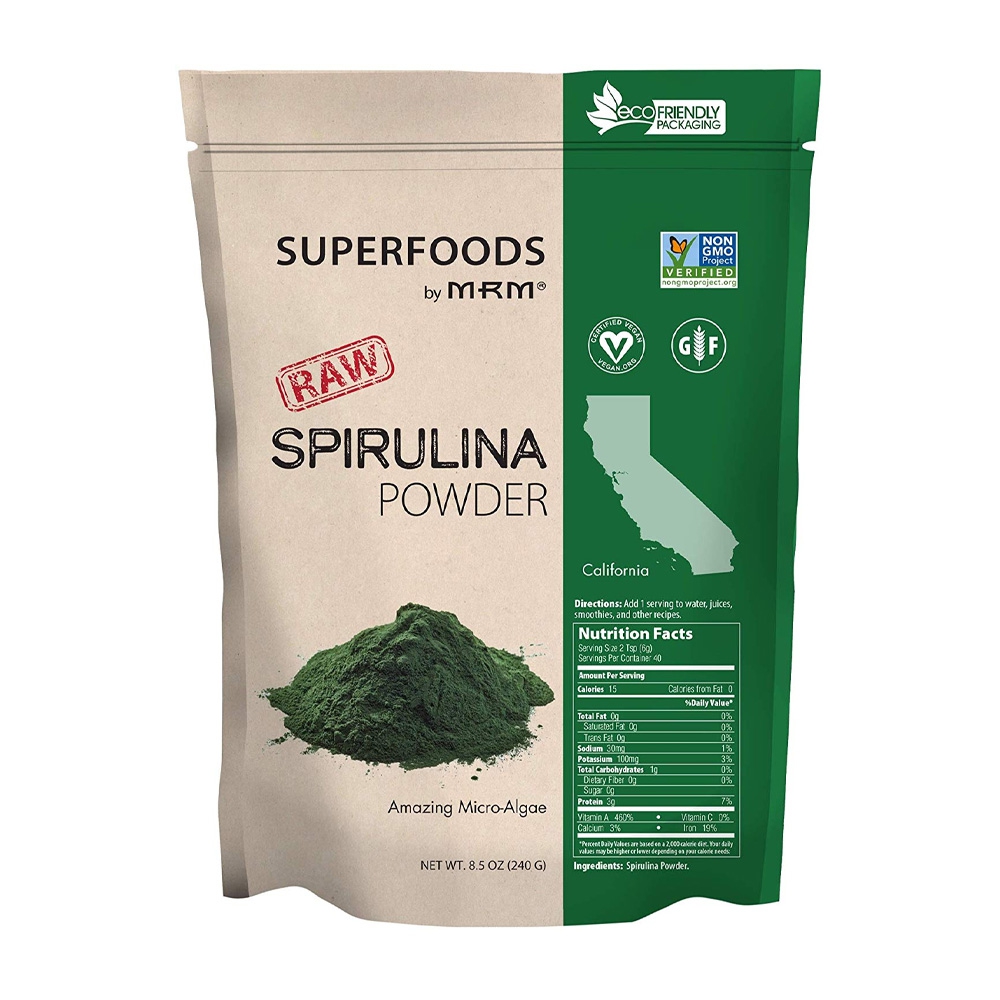 eco FRIENDLY
PACKAGING
SUPERFOODS
by MRM®
RAW
SPIRULINA
POWDER
Amazing Micro-Algae
NET WT. 8.5 OZ (240 G)
NON
GMO
Project
VERIFIED
nongmoproject.org
CERTIFIED VEGAN
VEGAN.ORG
G F
California
Directions: Add 1 serving to water, juices,
smoothies, and other recipes.
Nutrition Facts
Serving Size 2 Tsp (6g)
Servings Per Container 40
Amount Per Serving
Calories 15 Calories from Fat 0
%Daily Value*
Total Fat 0g 0%
Saturated Fat 0g 0%
Trans Fat 0g 0%
Sodium 30mg 1%
Potassium 100mg 3%
Total Carbohydrates 1g 0%
Dietary Fiber 0g 0%
Sugar 0g
Protein 3g 7%
Vitamin A 460% • Vitamin C 0%
Calcium 3% • Iron 19%
*Percent Daily Values are based on a 2,000 calorie diet. Your daily
values may be higher or lower depending on your calorie needs:
Ingredients: Spirulina Powder.